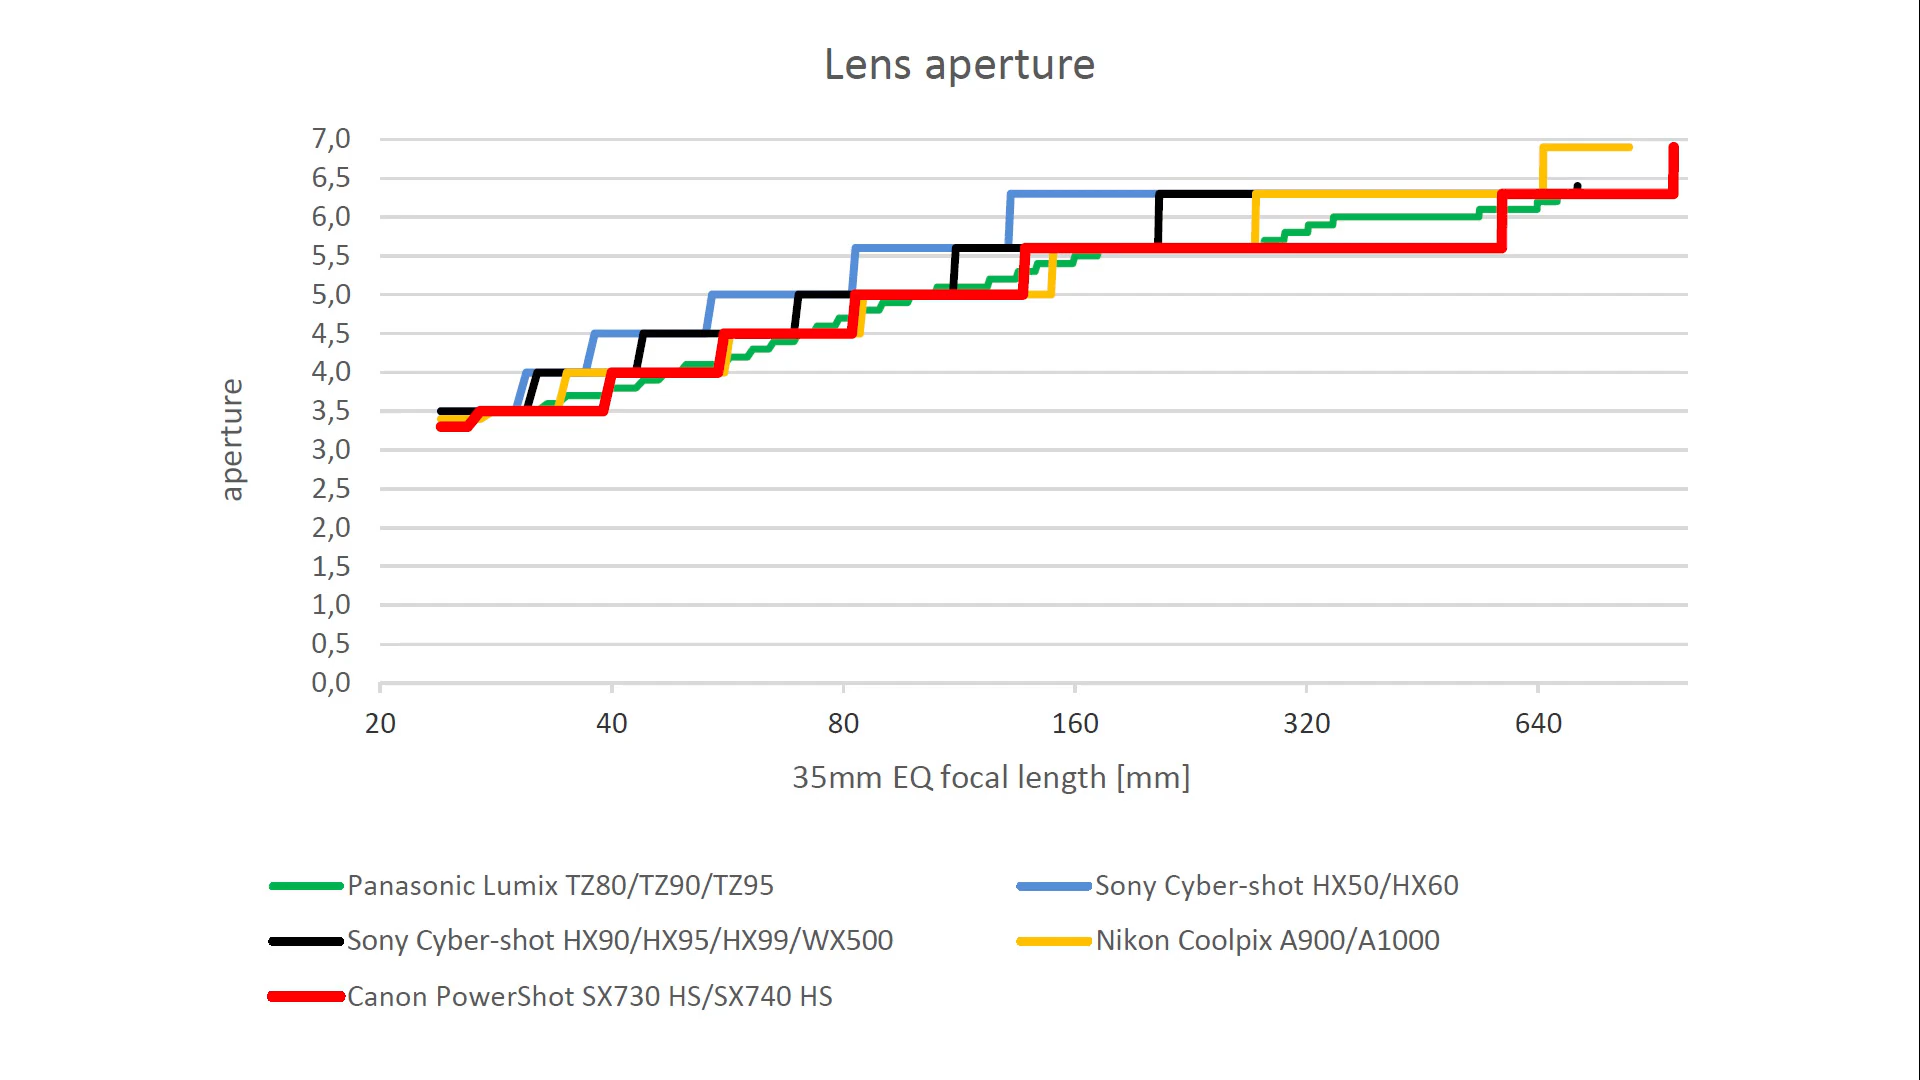 Lens aperture
7,0
6,5
6,0
5,5
5,0
4,5
4,0
3,5
3,0
2,5
2,0
1,5
1,0
0,5
0,0
aperture
20 40 80 160 320 640
35mm EQ focal length [mm]
Panasonic Lumix TZ80/TZ90/TZ95 Sony Cyber-shot HX50/HX60
Sony Cyber-shot HX90/HX95/HX99/WX500 Nikon Coolpix A900/A1000
Canon PowerShot SX730 HS/SX740 HS